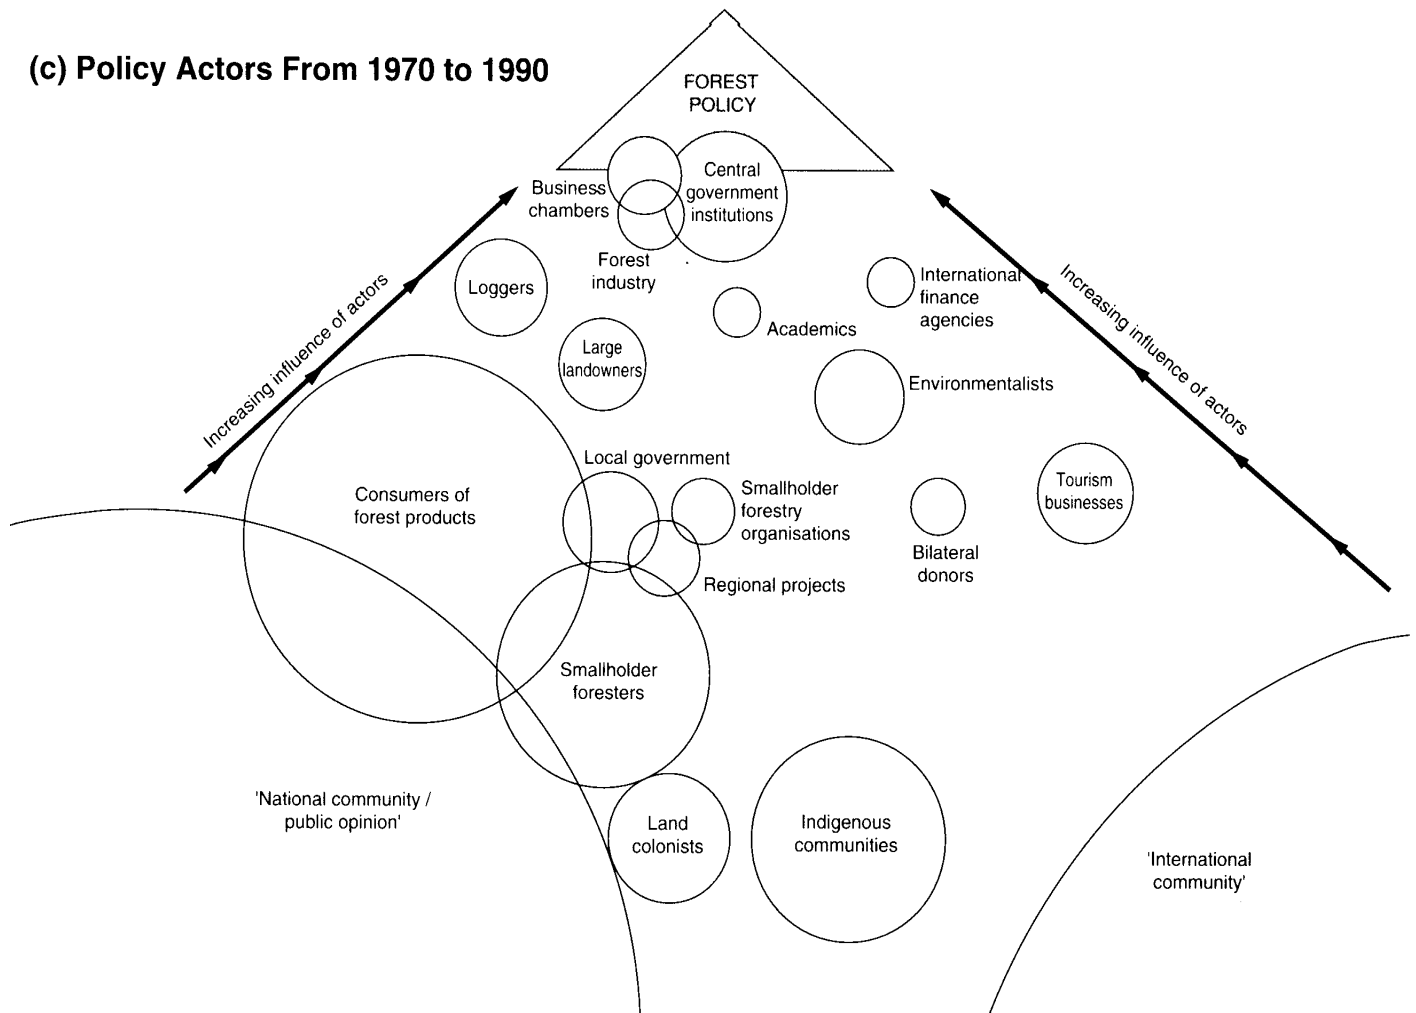 (c) Policy Actors From 1970 to 1990
FOREST
POLICY
Business
chambers
Central
government
institutions
Forest
industry
Loggers
International
finance
agencies
Academics
Large
landowners
Environmentalists
Increasing influence of actors
Increasing influence of actors
Local government
Consumers of
forest products
Smallholder
forestry
organisations
Tourism
businesses
Bilateral
donors
Regional projects
Smallholder
foresters
'National community /
public opinion'
Land
colonists
Indigenous
communities
'International
community'